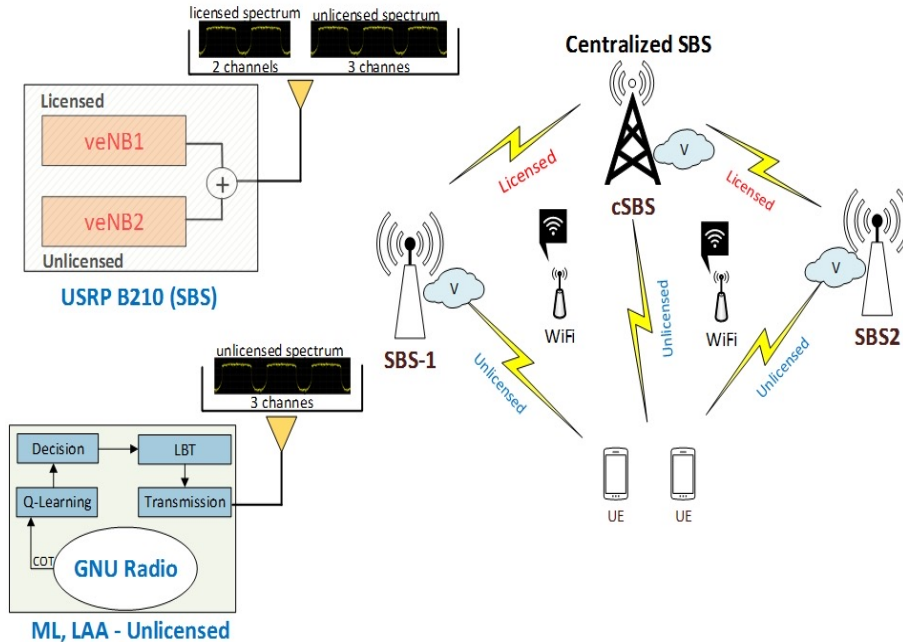 licensed spectrum
unlicensed spectrum
2 channels
3 channes
Licensed
veNB1
+
veNB2
Unlicensed
USRP B210 (SBS)
unlicensed spectrum
3 channes
Decision
LBT
Q-Learning
Transmission
COT
GNU Radio
ML, LAA - Unlicensed
Centralized SBS
V
cSBS
Licensed
Licensed
V
SBS-1
WiFi
Unlicensed
WiFi
V
SBS2
Unlicensed
Unlicensed
UE
UE